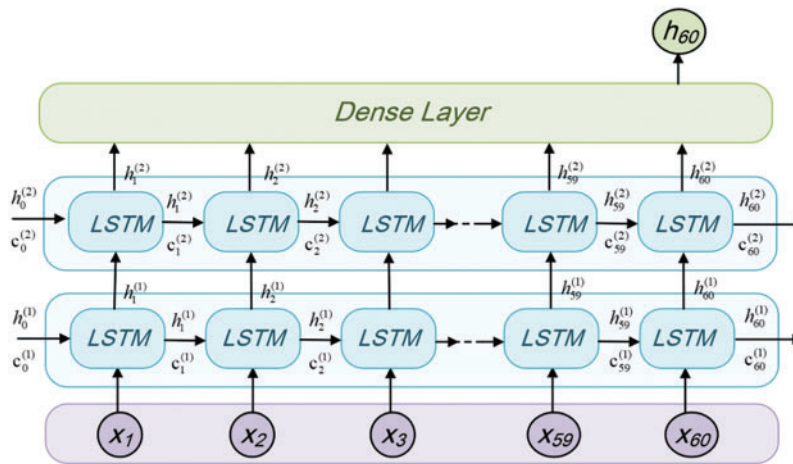 h₆₀
Dense Layer
h₁⁽²⁾ h₂⁽²⁾ h₅₉⁽²⁾ h₆₀⁽²⁾
h₀⁽²⁾ h₁⁽²⁾ h₂⁽²⁾ h₅₉⁽²⁾ h₆₀⁽²⁾
LSTM LSTM LSTM LSTM LSTM
c₀⁽²⁾ c₁⁽²⁾ c₂⁽²⁾ c₅₉⁽²⁾ c₆₀⁽²⁾
h₁⁽¹⁾ h₂⁽¹⁾ h₅₉⁽¹⁾ h₆₀⁽¹⁾
h₀⁽¹⁾ h₁⁽¹⁾ h₂⁽¹⁾ h₅₉⁽¹⁾ h₆₀⁽¹⁾
LSTM LSTM LSTM LSTM LSTM
c₀⁽¹⁾ c₁⁽¹⁾ c₂⁽¹⁾ c₅₉⁽¹⁾ c₆₀⁽¹⁾
x₁ x₂ x₃ x₅₉ x₆₀